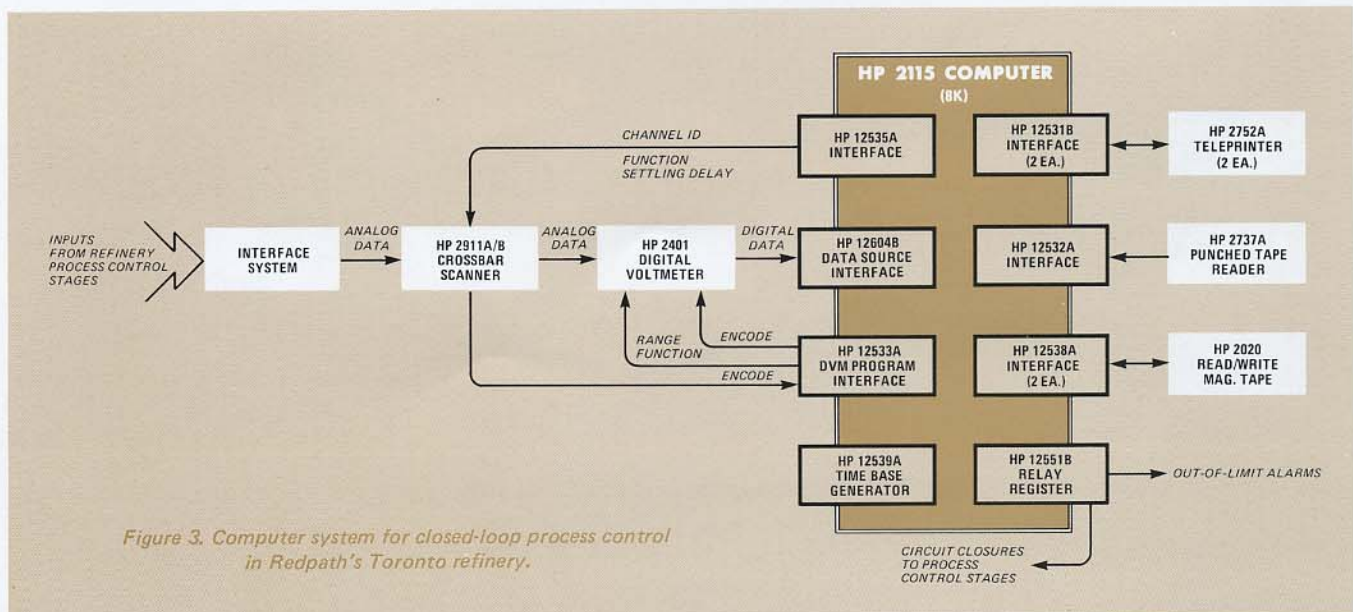 HP 2115 COMPUTER
(8K)
CHANNEL ID
FUNCTION
SETTLING DELAY
HP 12535A
INTERFACE
HP 12531B
INTERFACE
(2 EA.)
HP 2752A
TELEPRINTER
(2 EA.)
INPUTS
FROM REFINERY
PROCESS CONTROL
STAGES
INTERFACE
SYSTEM
ANALOG
DATA
HP 2911A/B
CROSSBAR
SCANNER
ANALOG
DATA
HP 2401
DIGITAL
VOLTMETER
DIGITAL
DATA
HP 12604B
DATA SOURCE
INTERFACE
HP 12532A
INTERFACE
HP 2737A
PUNCHED TAPE
READER
RANGE
FUNCTION
ENCODE
ENCODE
HP 12533A
DVM PROGRAM
INTERFACE
HP 12538A
INTERFACE
(2 EA.)
HP 2020
READ/WRITE
MAG. TAPE
HP 12539A
TIME BASE
GENERATOR
HP 12551B
RELAY
REGISTER
OUT-OF-LIMIT ALARMS
CIRCUIT CLOSURES
TO PROCESS
CONTROL STAGES
Figure 3. Computer system for closed-loop process control
in Redpath's Toronto refinery.